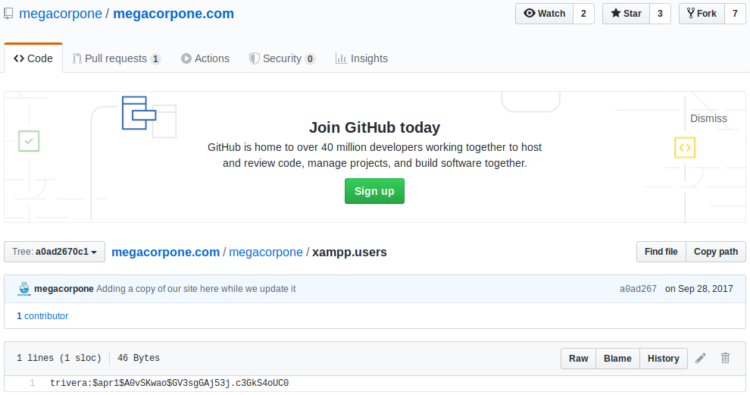 megacorpone / megacorpone.com
Watch 2 Star 3 Fork 7
Code Pull requests 1 Actions Security 0 Insights
Dismiss
Join GitHub today
GitHub is home to over 40 million developers working together to host
and review code, manage projects, and build software together.
Sign up
Tree: a0ad2670c1 megacorpone.com / megacorpone / xampp.users Find file Copy path
megacorpone Adding a copy of our site here while we update it a0ad267 on Sep 28, 2017
1 contributor
1 lines (1 sloc) 46 Bytes Raw Blame History
1 trivera:$apr1$A0vSKwao$GV3sgGAj53j.c3GkS4oUC0